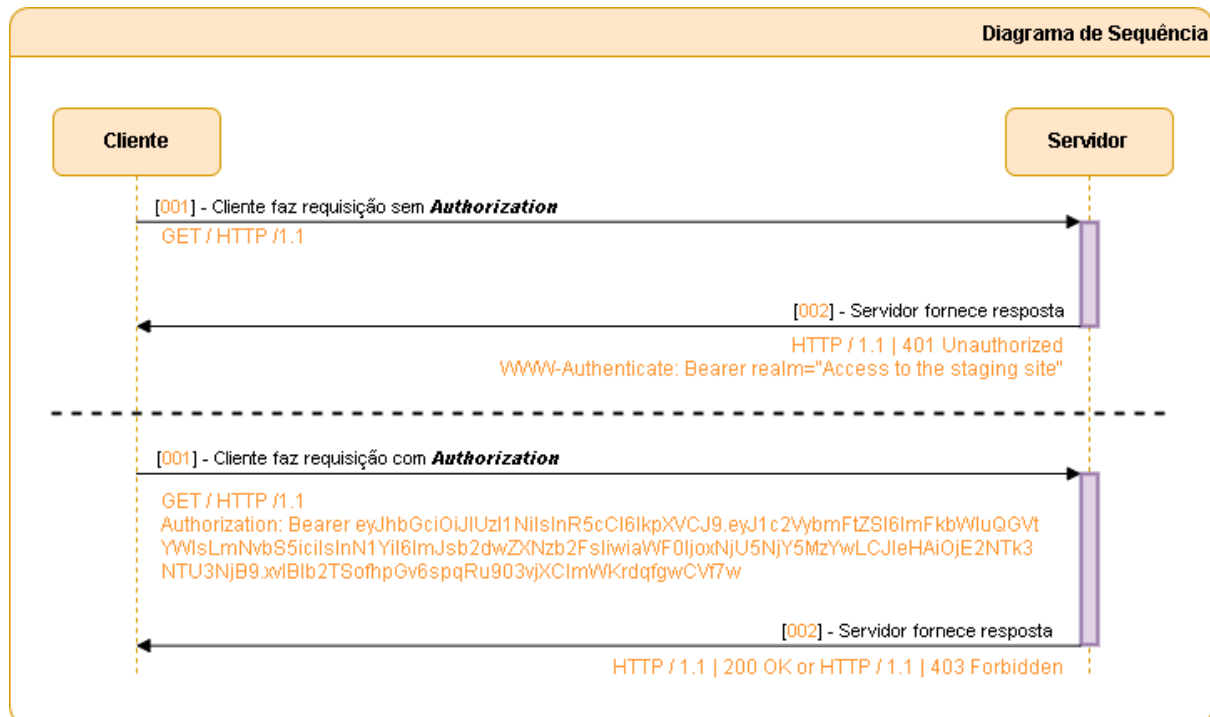 Diagrama de Sequência
Cliente
Servidor
[001] - Cliente faz requisição sem Authorization
GET / HTTP /1.1
[002] - Servidor fornece resposta
HTTP / 1.1 | 401 Unauthorized
WWW-Authenticate: Bearer realm="Access to the staging site"
[001] - Cliente faz requisição com Authorization
GET / HTTP /1.1
Authorization: Bearer eyJhbGciOiJIUzI1NiIsInR5cCI6IkpXVCJ9.eyJ1c2VybmFtZSI6ImFkbWluQGVt
YWlsLmNvbS5iciIsInN1YiI6ImJsb2dwZXNzb2FsIiwiaWF0IjoxNjU5NjY5MzYwLCJleHAiOjE2NTk3
NTU3NjB9.xvlBIb2TSofhpGv6spqRu903vjXClmWKrdqfgwCVf7w
[002] - Servidor fornece resposta
HTTP / 1.1 | 200 OK or HTTP / 1.1 | 403 Forbidden